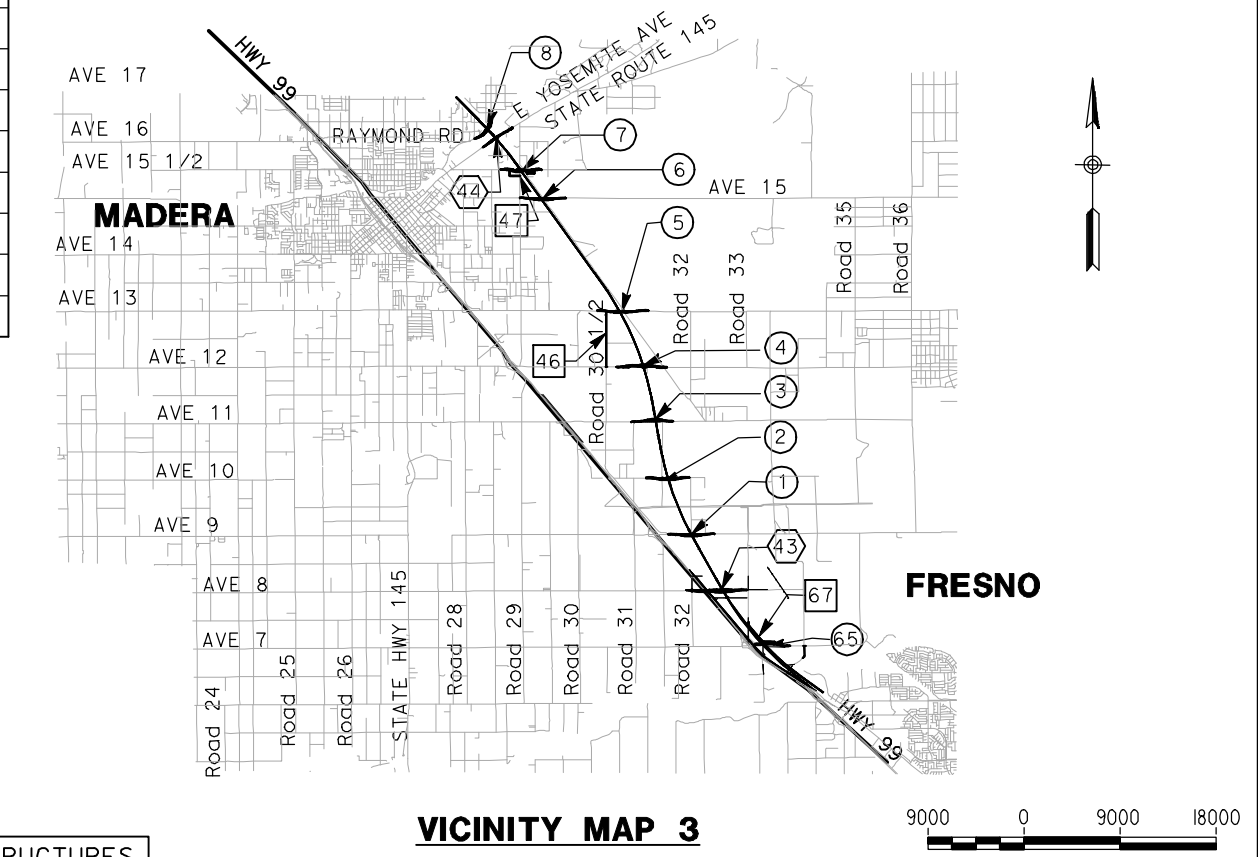 HWY 99
AVE 17
8
E YOSEMITE AVE
STATE ROUTE 145
AVE 16
RAYMOND RD
7
AVE 15 1/2
6
44
AVE 15
MADERA
47
5
AVE 14
Road 32
Road 33
Road 35
Road 36
AVE 13
Road 30 1/2
4
AVE 12
46
3
AVE 11
2
AVE 10
1
AVE 9
43
AVE 8
FRESNO
67
65
AVE 7
Road 24
Road 25
Road 26
STATE HWY 145
Road 28
Road 29
Road 30
Road 31
Road 32
HWY 99
VICINITY MAP 3
9000 0 9000 18000